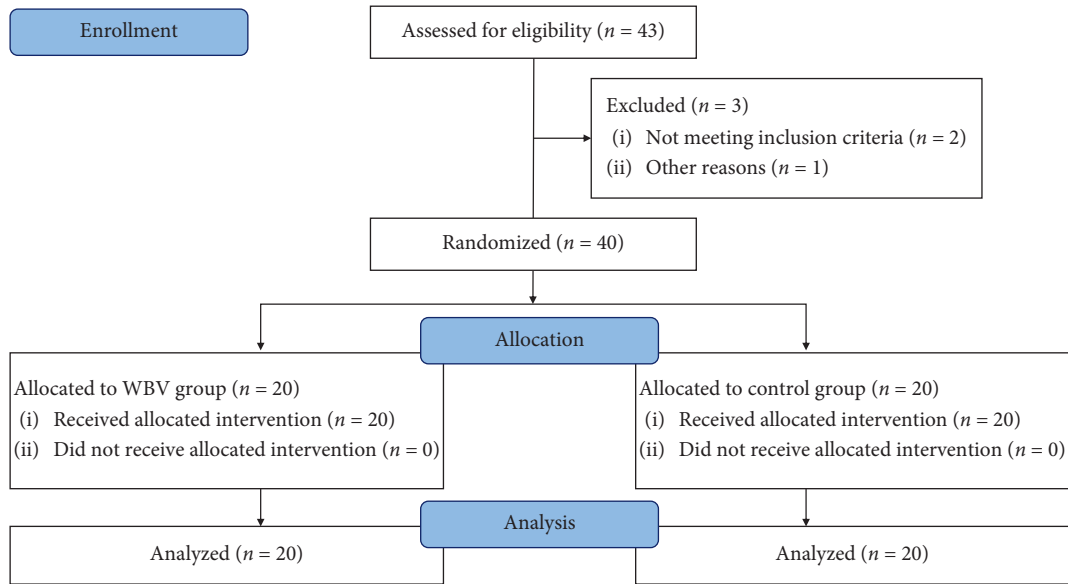 Enrollment
Assessed for eligibility (n = 43)
Excluded (n = 3)
(i) Not meeting inclusion criteria (n = 2)
(ii) Other reasons (n = 1)
Randomized (n = 40)
Allocation
Allocated to WBV group (n = 20)
(i) Received allocated intervention (n = 20)
(ii) Did not receive allocated intervention (n = 0)
Allocated to control group (n = 20)
(i) Received allocated intervention (n = 20)
(ii) Did not receive allocated intervention (n = 0)
Analysis
Analyzed (n = 20)
Analyzed (n = 20)